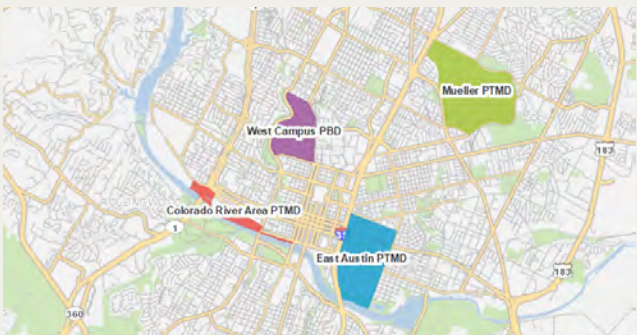 Mueller PTMD
West Campus PBD
183
Colorado River Area PTMD
1
35
East Austin PTMD
183
360